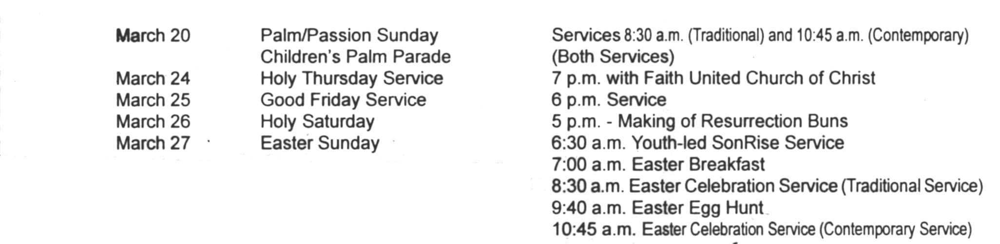 March 20 Palm/Passion Sunday Services 8:30 a.m. (Traditional) and 10:45 a.m. (Contemporary)
Children's Palm Parade (Both Services)
March 24 Holy Thursday Service 7 p.m. with Faith United Church of Christ
March 25 Good Friday Service 6 p.m. Service
March 26 Holy Saturday 5 p.m. - Making of Resurrection Buns
March 27 Easter Sunday 6:30 a.m. Youth-led SonRise Service
7:00 a.m. Easter Breakfast
8:30 a.m. Easter Celebration Service (Traditional Service)
9:40 a.m. Easter Egg Hunt
10:45 a.m. Easter Celebration Service (Contemporary Service)